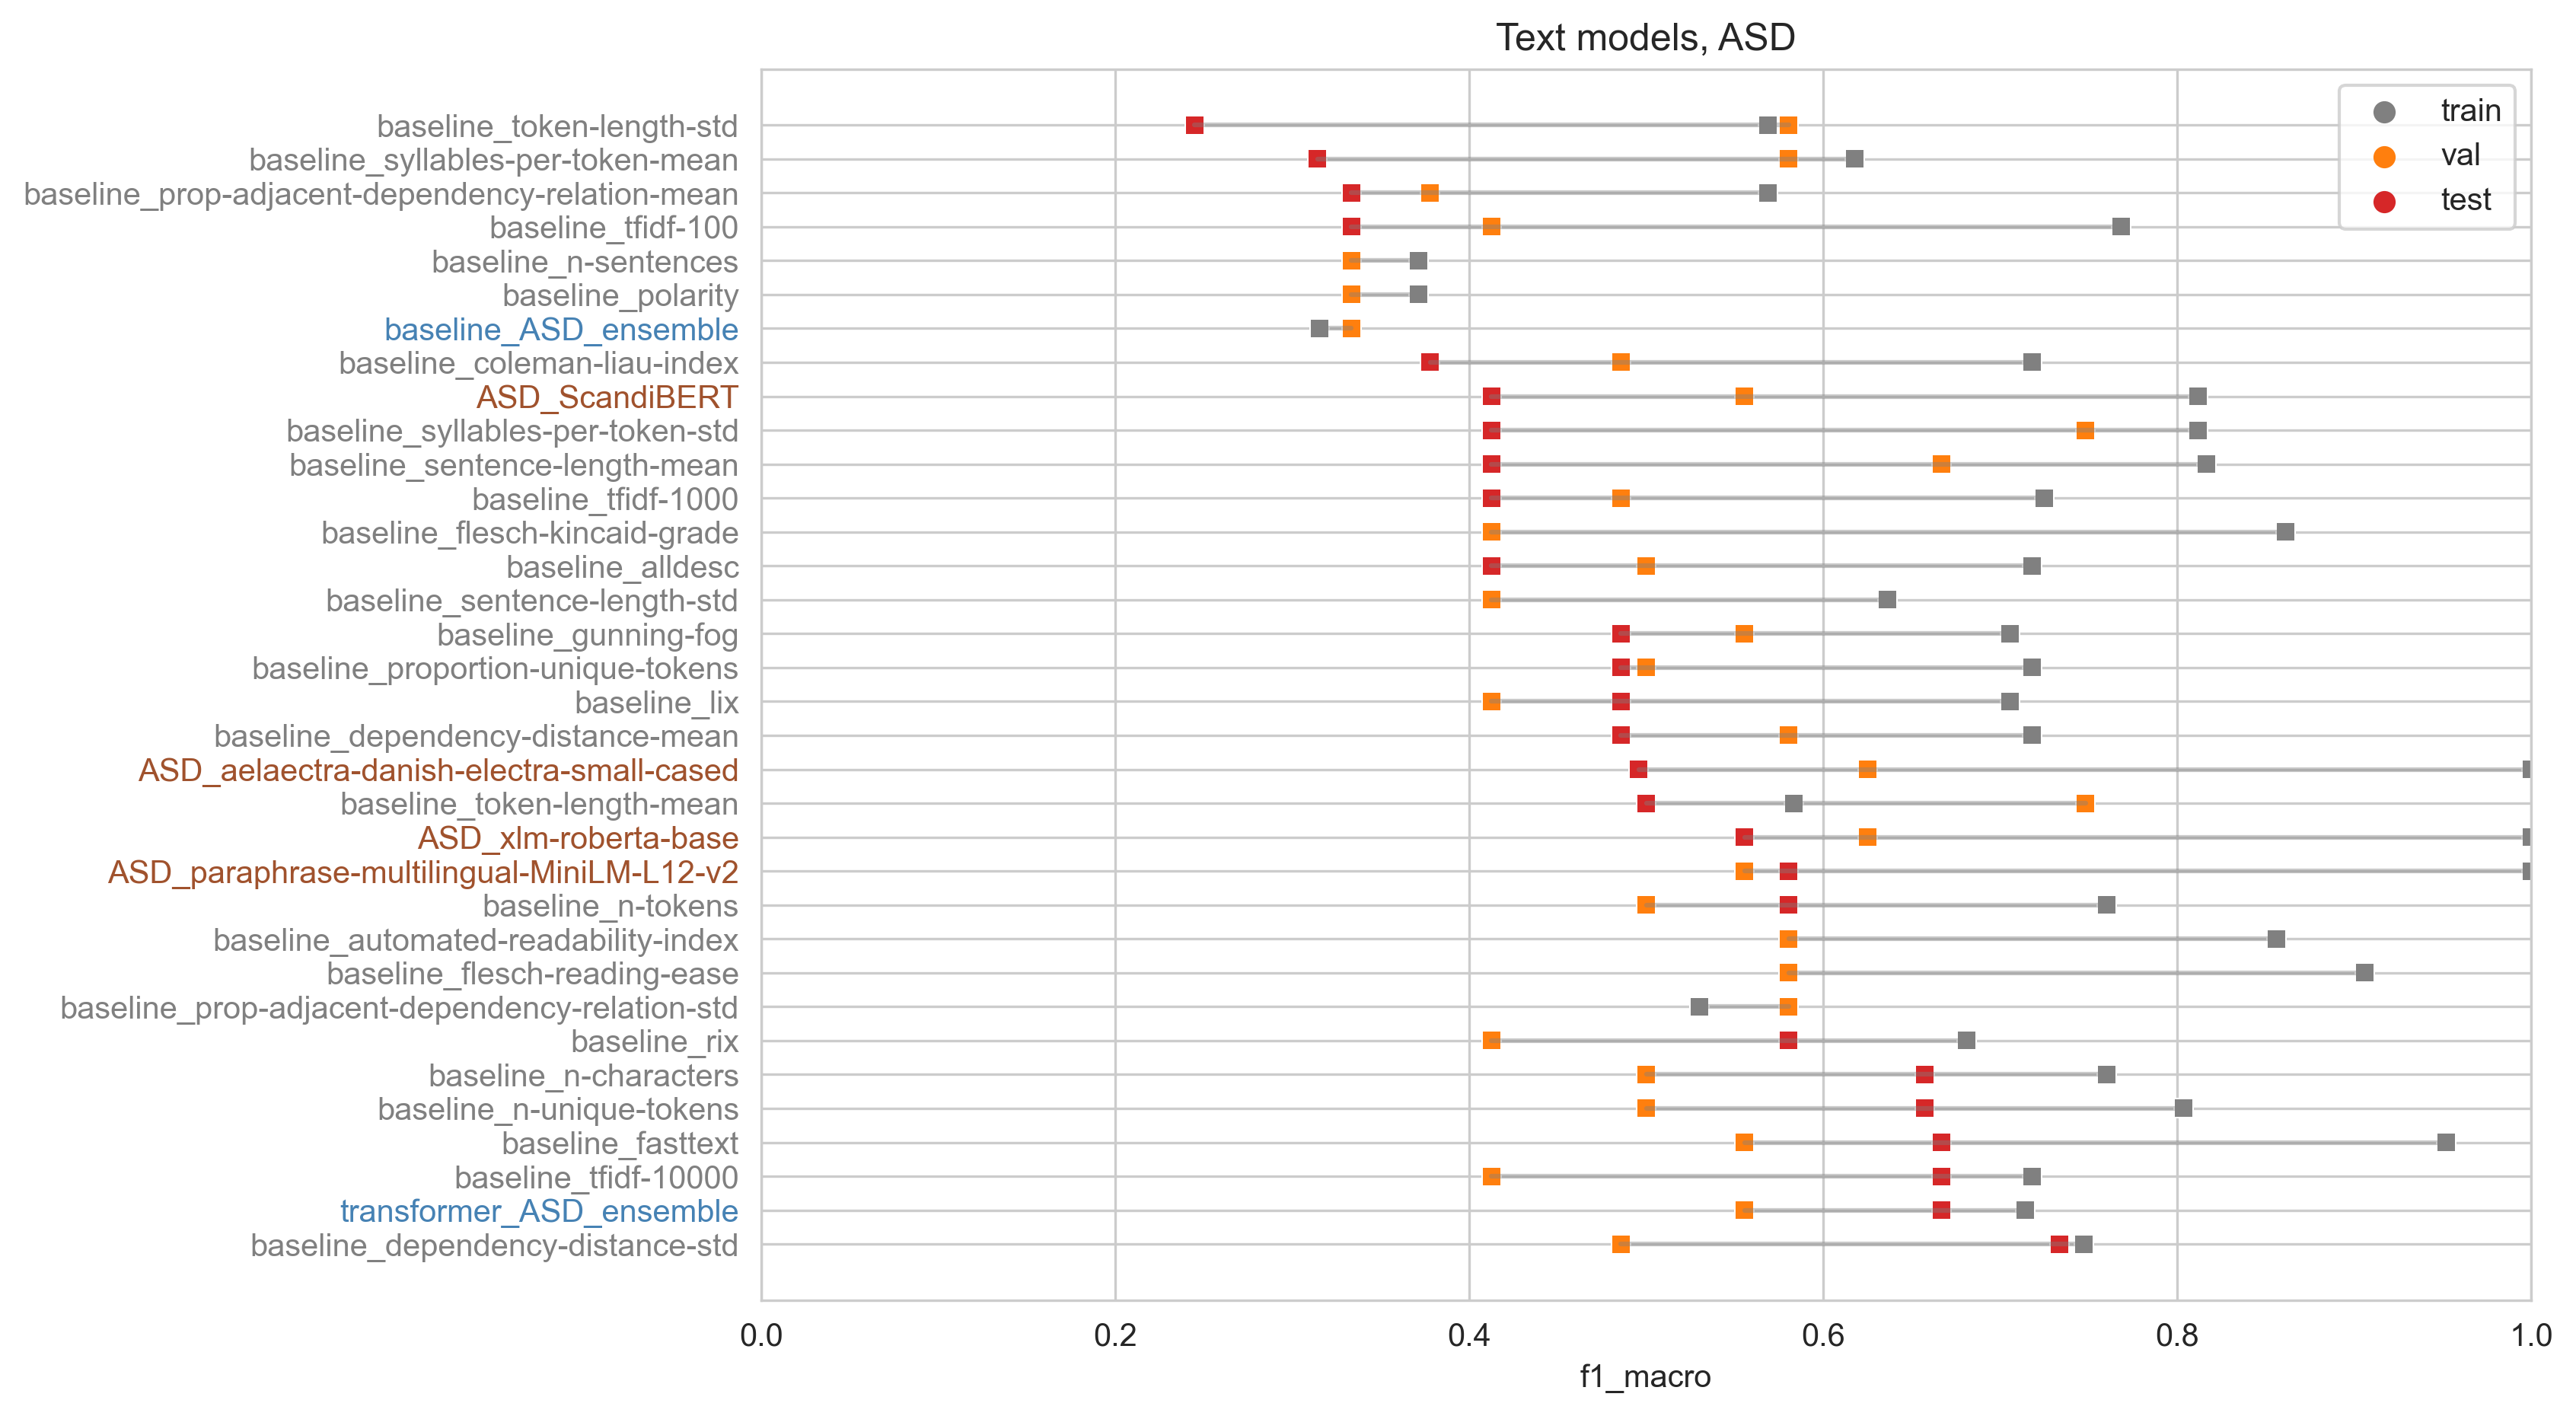 Text models, ASD
train
val
test
baseline_token-length-std
baseline_syllables-per-token-mean
baseline_prop-adjacent-dependency-relation-mean
baseline_tfidf-100
baseline_n-sentences
baseline_polarity
baseline_ASD_ensemble
baseline_coleman-liau-index
ASD_ScandiBERT
baseline_syllables-per-token-std
baseline_sentence-length-mean
baseline_tfidf-1000
baseline_flesch-kincaid-grade
baseline_alldesc
baseline_sentence-length-std
baseline_gunning-fog
baseline_proportion-unique-tokens
baseline_lix
baseline_dependency-distance-mean
ASD_aelaectra-danish-electra-small-cased
baseline_token-length-mean
ASD_xlm-roberta-base
ASD_paraphrase-multilingual-MiniLM-L12-v2
baseline_n-tokens
baseline_automated-readability-index
baseline_flesch-reading-ease
baseline_prop-adjacent-dependency-relation-std
baseline_rix
baseline_n-characters
baseline_n-unique-tokens
baseline_fasttext
baseline_tfidf-10000
transformer_ASD_ensemble
baseline_dependency-distance-std
0.0 0.2 0.4 0.6 0.8 1.0
f1_macro